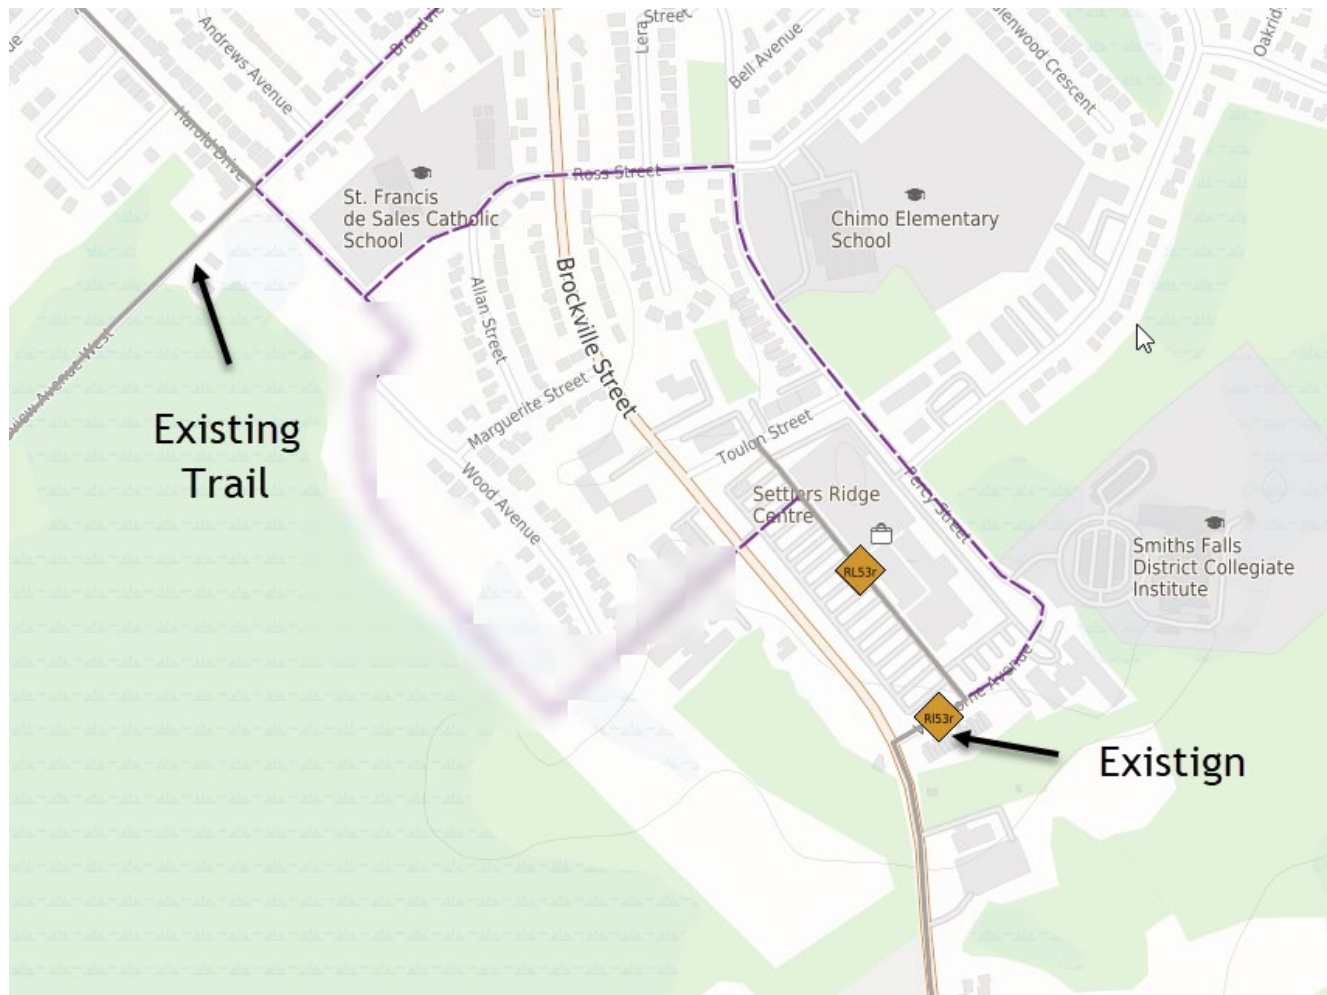 Street
Lera
Andrews Avenue
Bell Avenue
Harold Drive
Ross Street
St. Francis
de Sales Catholic
School
Chimo Elementary
School
Allan Street
Brockville Street
Marguerite Street
Existing
Trail
Toulon Street
Wood Avenue
Settlers Ridge
Centre
Percy Street
Smiths Falls
District Collegiate
Institute
RL53r
RI53r
Existign